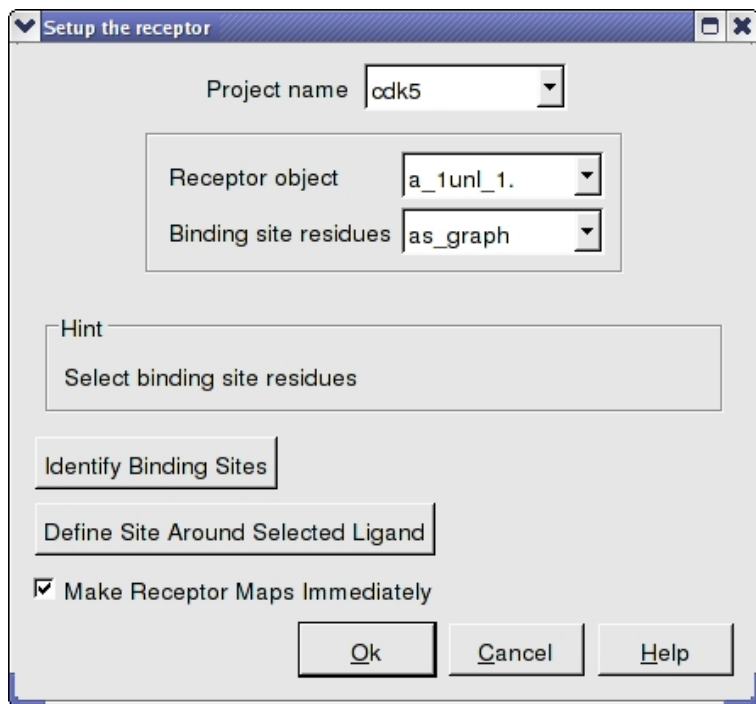 Setup the receptor
Project name cdk5
Receptor object a_1unl_1.
Binding site residues as_graph
Hint
Select binding site residues
Identify Binding Sites
Define Site Around Selected Ligand
Make Receptor Maps Immediately
Ok Cancel Help